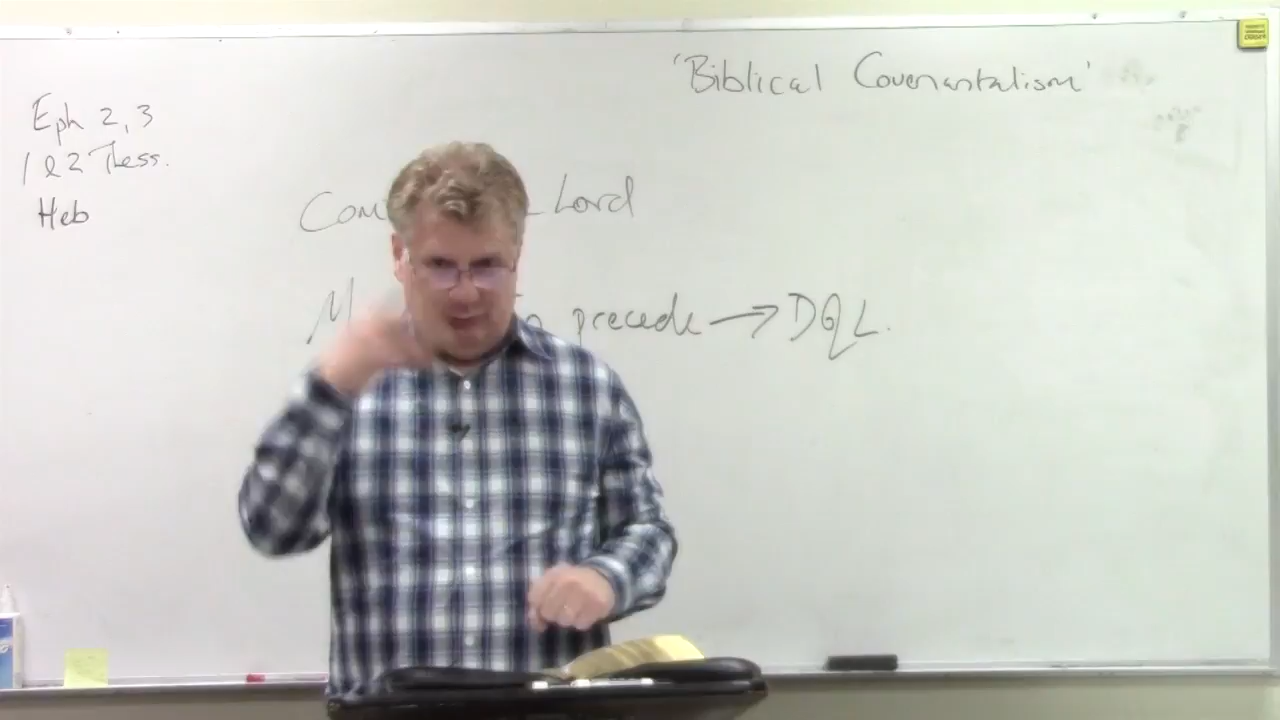 'Biblical Covenantalism'
Eph 2, 3
1 & 2 Thess.
Heb
Lord
precede → DQL.